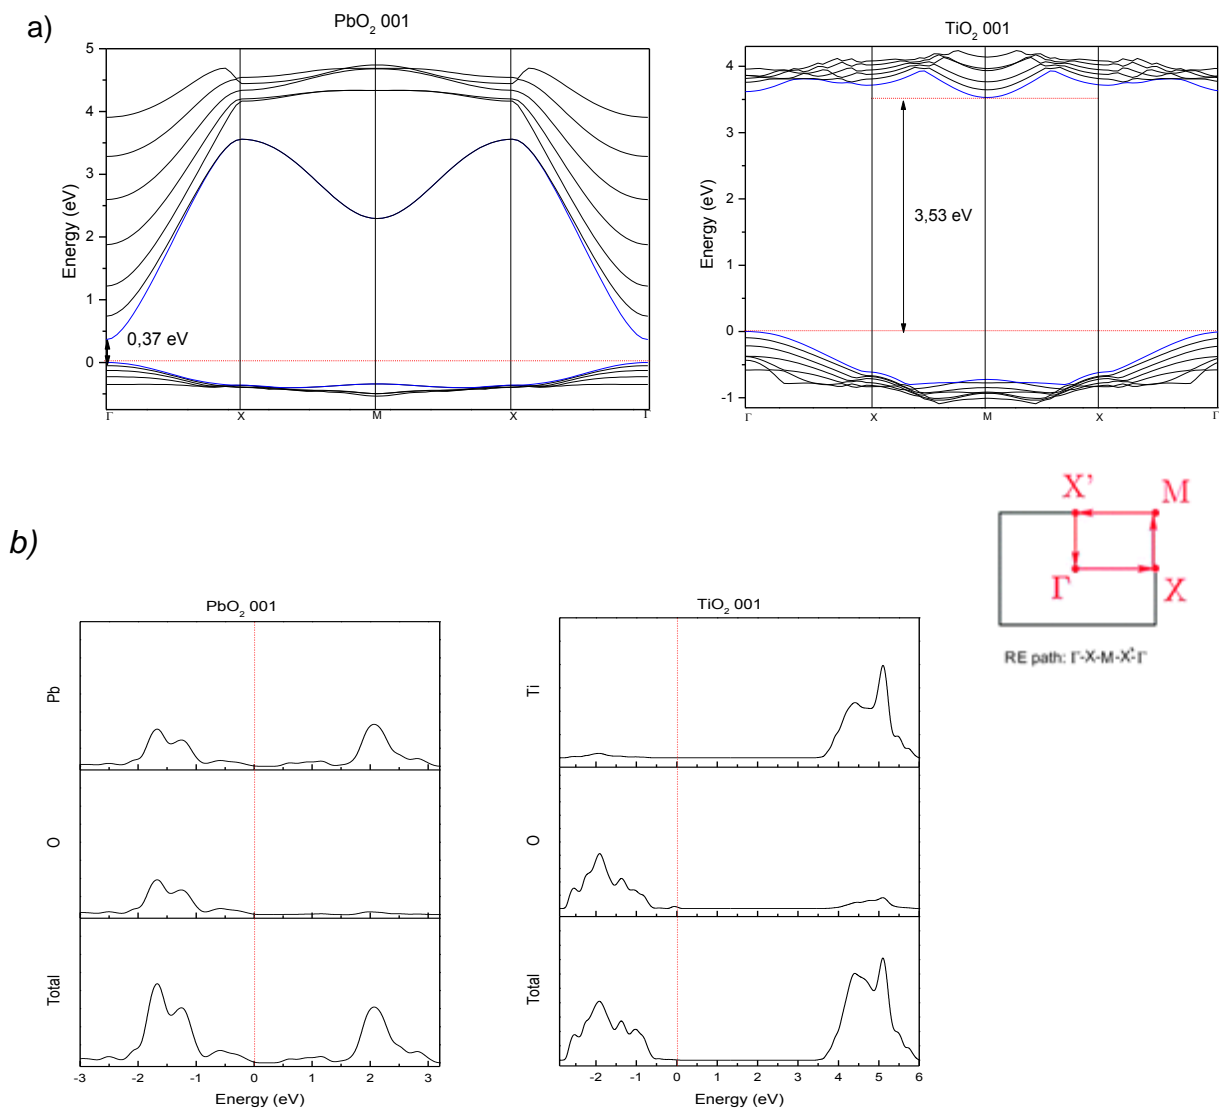 a)
PbO2 001
TiO2 001
Energy (eV)
5
4
3
2
1
0
0,37 eV
Γ X M X Γ
Energy (eV)
4
3
2
1
0
-1
3,53 eV
Γ X M X Γ
X' M
Γ X
RE path: Γ-X-M-X'-Γ
b)
PbO2 001
Pb
O
Total
-3 -2 -1 0 1 2 3
Energy (eV)
TiO2 001
Ti
O
Total
-2 -1 0 1 2 3 4 5 6
Energy (eV)